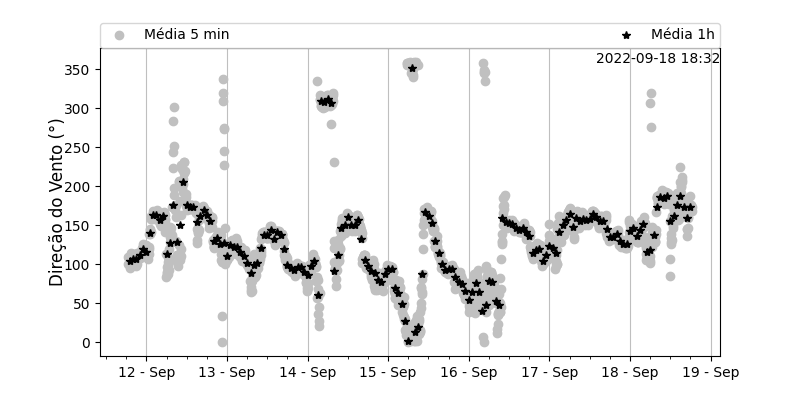 Média 5 min
Média 1h
2022-09-18 18:32
Direção do Vento (°)
350
300
250
200
150
100
50
0
12 - Sep 13 - Sep 14 - Sep 15 - Sep 16 - Sep 17 - Sep 18 - Sep 19 - Sep